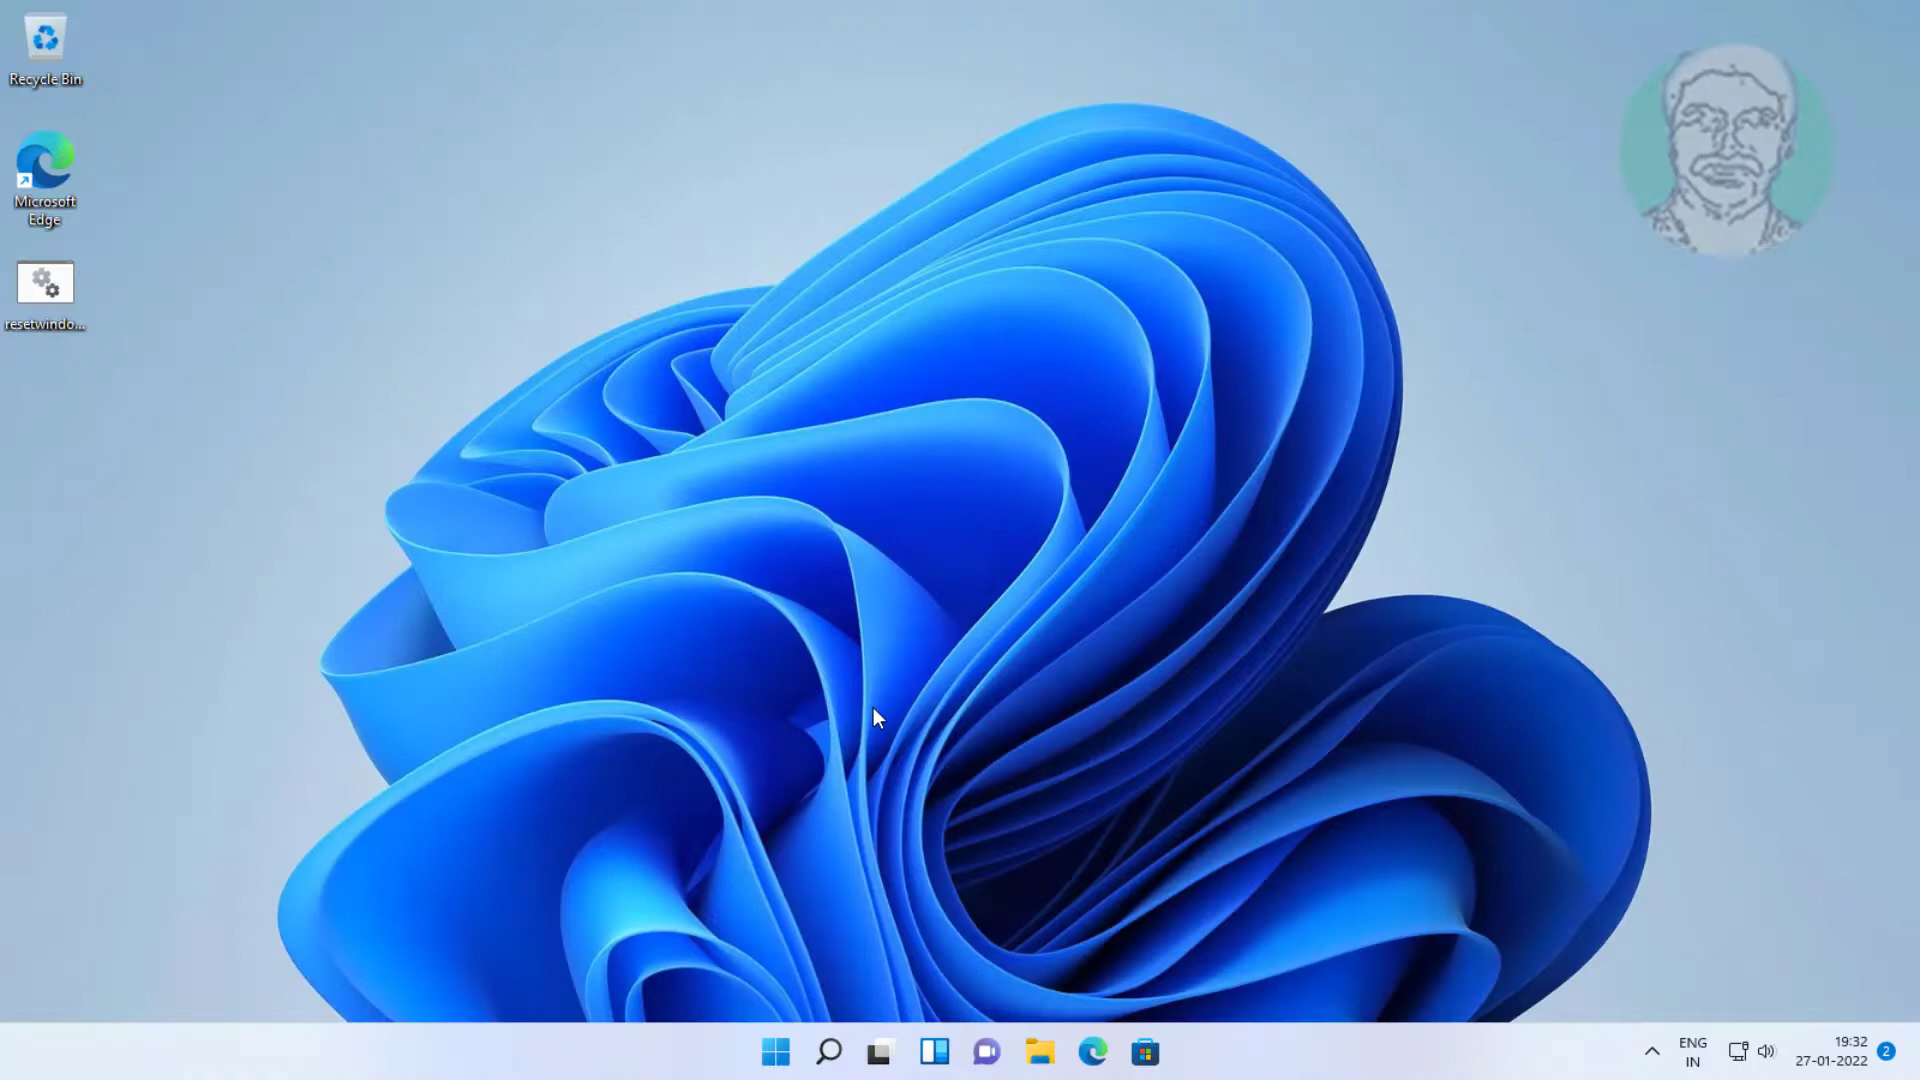 Recycle Bin
Microsoft
Edge
resetwindo...
ENG
IN
19:32
27-01-2022
2